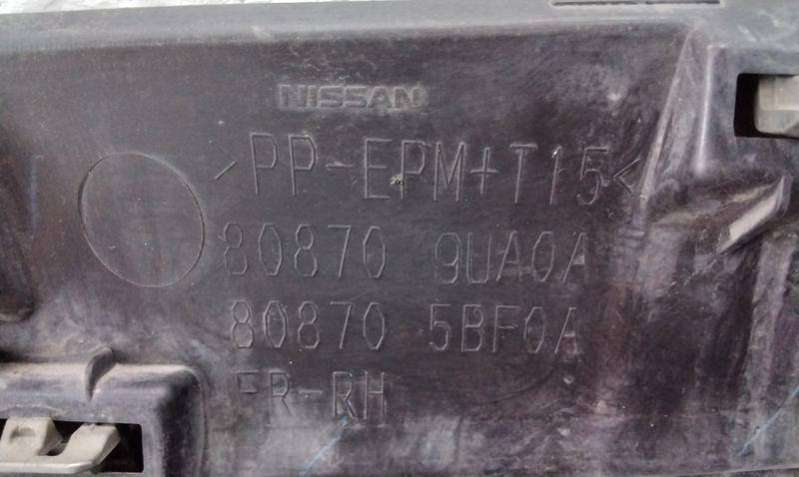 NISSAN
>PP-EPM+T15<
80870 9UA0A
80870 5BF0A
FR-RH